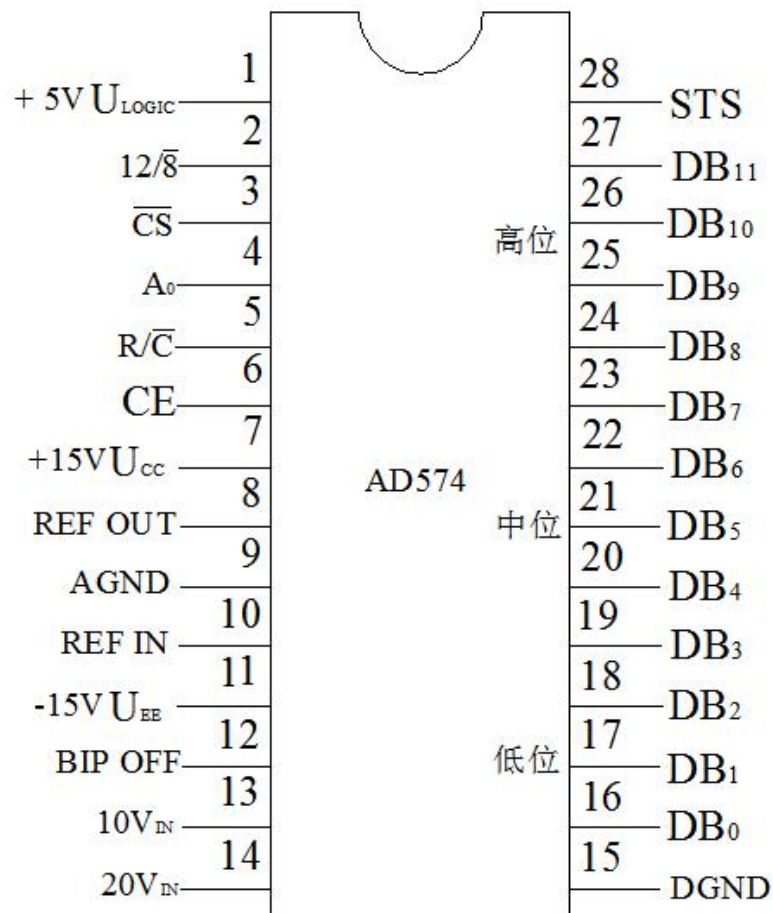 1 28
+ 5V U_LOGIC STS
2 27
12/8̅ DB₁₁
3 26
C̅S̅ DB₁₀
高位
4 25
A₀ DB₉
5 24
R/C̅ DB₈
6 23
CE DB₇
7 22
+15V U_CC DB₆
AD574
8 21
REF OUT 中位 DB₅
9 20
AGND DB₄
10 19
REF IN DB₃
11 18
-15V U_EE DB₂
12 17
BIP OFF 低位 DB₁
13 16
10V_IN DB₀
14 15
20V_IN DGND